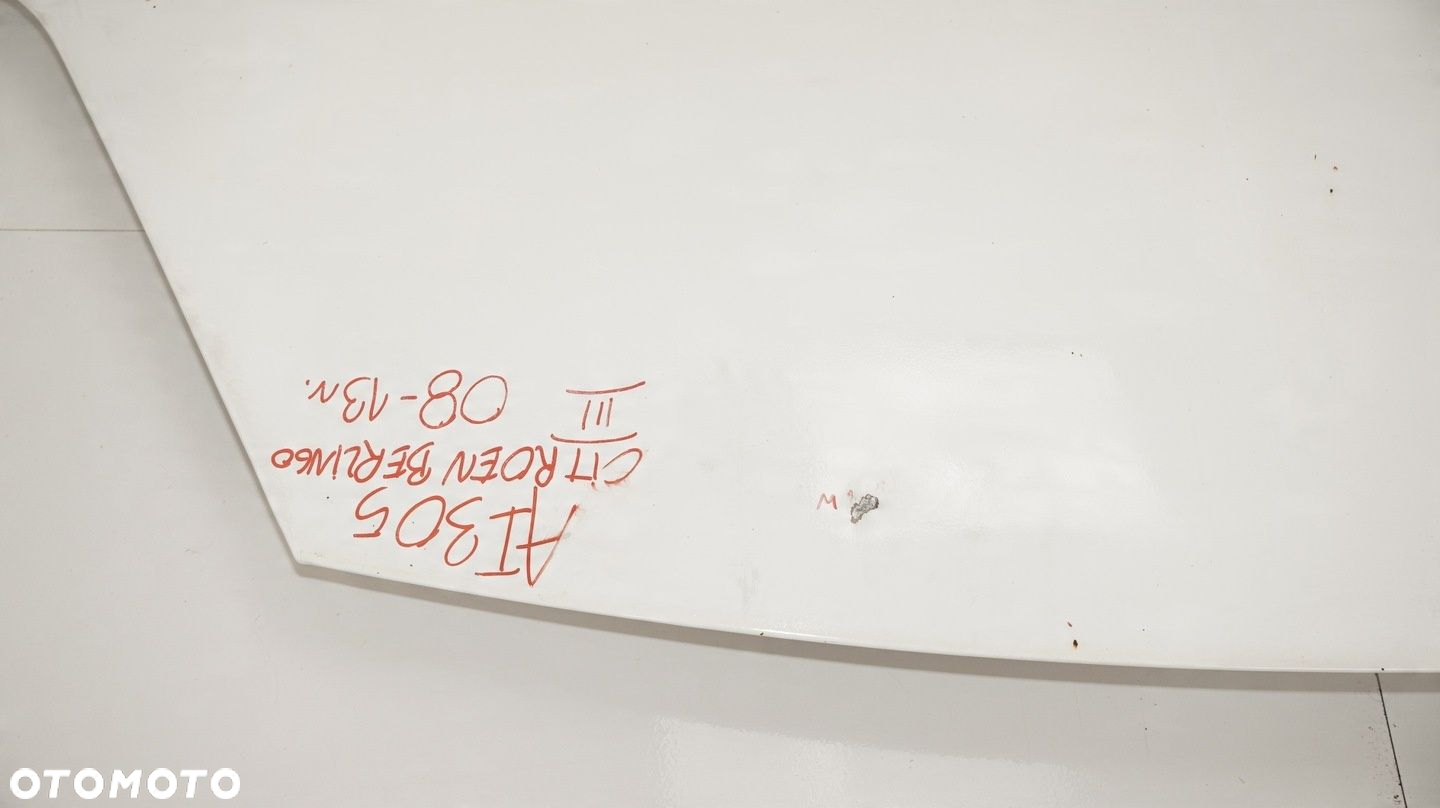 AI305
CITROEN BERLINGO
III 08-13r.
M
OTOMOTO